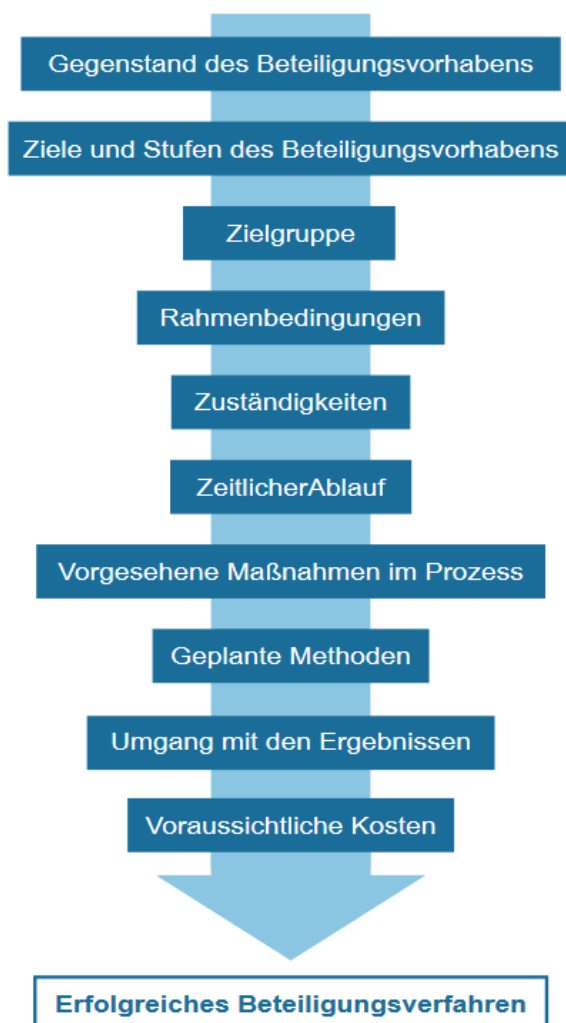 Gegenstand des Beteiligungsvorhabens
Ziele und Stufen des Beteiligungsvorhabens
Zielgruppe
Rahmenbedingungen
Zuständigkeiten
ZeitlicherAblauf
Vorgesehene Maßnahmen im Prozess
Geplante Methoden
Umgang mit den Ergebnissen
Voraussichtliche Kosten
Erfolgreiches Beteiligungsverfahren